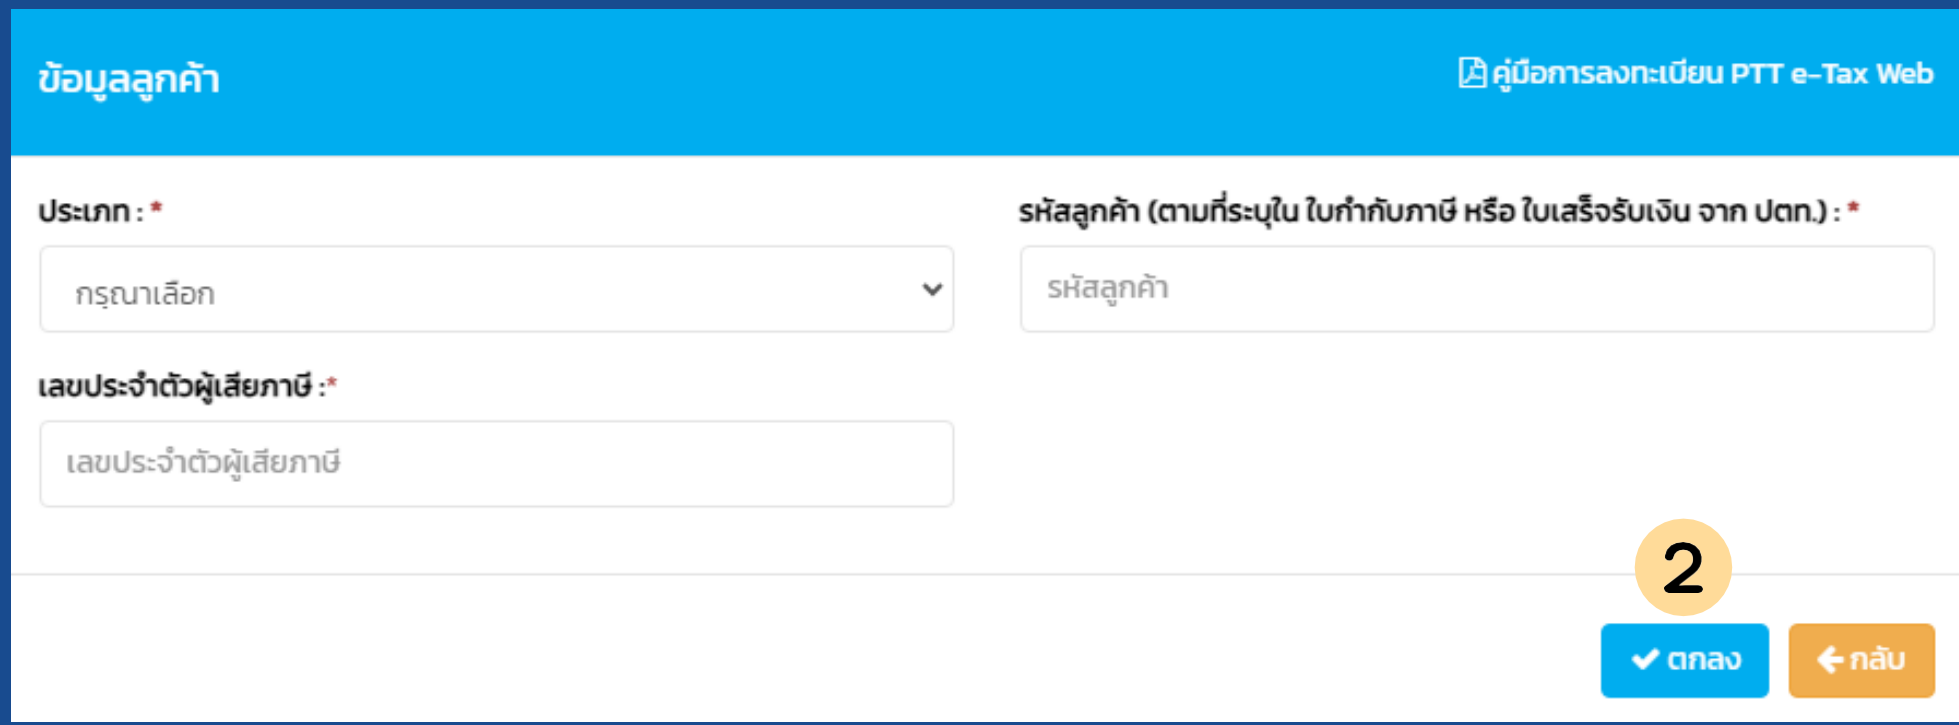 ข้อมูลลูกค้า
คู่มือการลงทะเบียน PTT e-Tax Web
ประเภท : *
รหัสลูกค้า (ตามที่ระบุใน ใบกำกับภาษี หรือ ใบเสร็จรับเงิน จาก ปตท.) : *
กรุณาเลือก
รหัสลูกค้า
เลขประจำตัวผู้เสียภาษี :*
เลขประจำตัวผู้เสียภาษี
2
ตกลง
กลับ